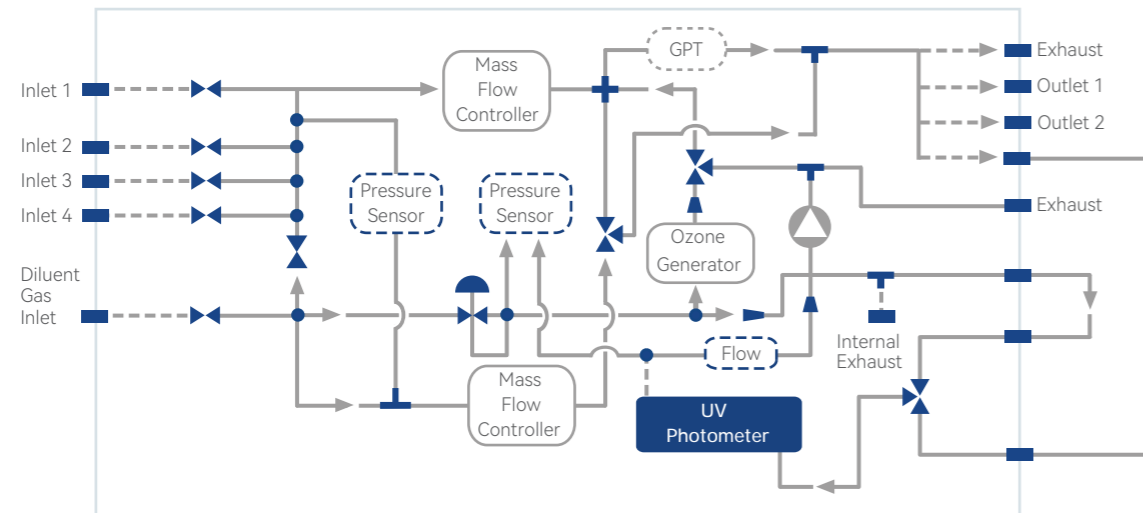 GPT
Exhaust
Mass
Flow
Controller
Inlet 1
Outlet 1
Outlet 2
Inlet 2
Inlet 3
Inlet 4
Pressure
Sensor
Pressure
Sensor
Exhaust
Ozone
Generator
Diluent
Gas
Inlet
Internal
Exhaust
Flow
Mass
Flow
Controller
UV
Photometer